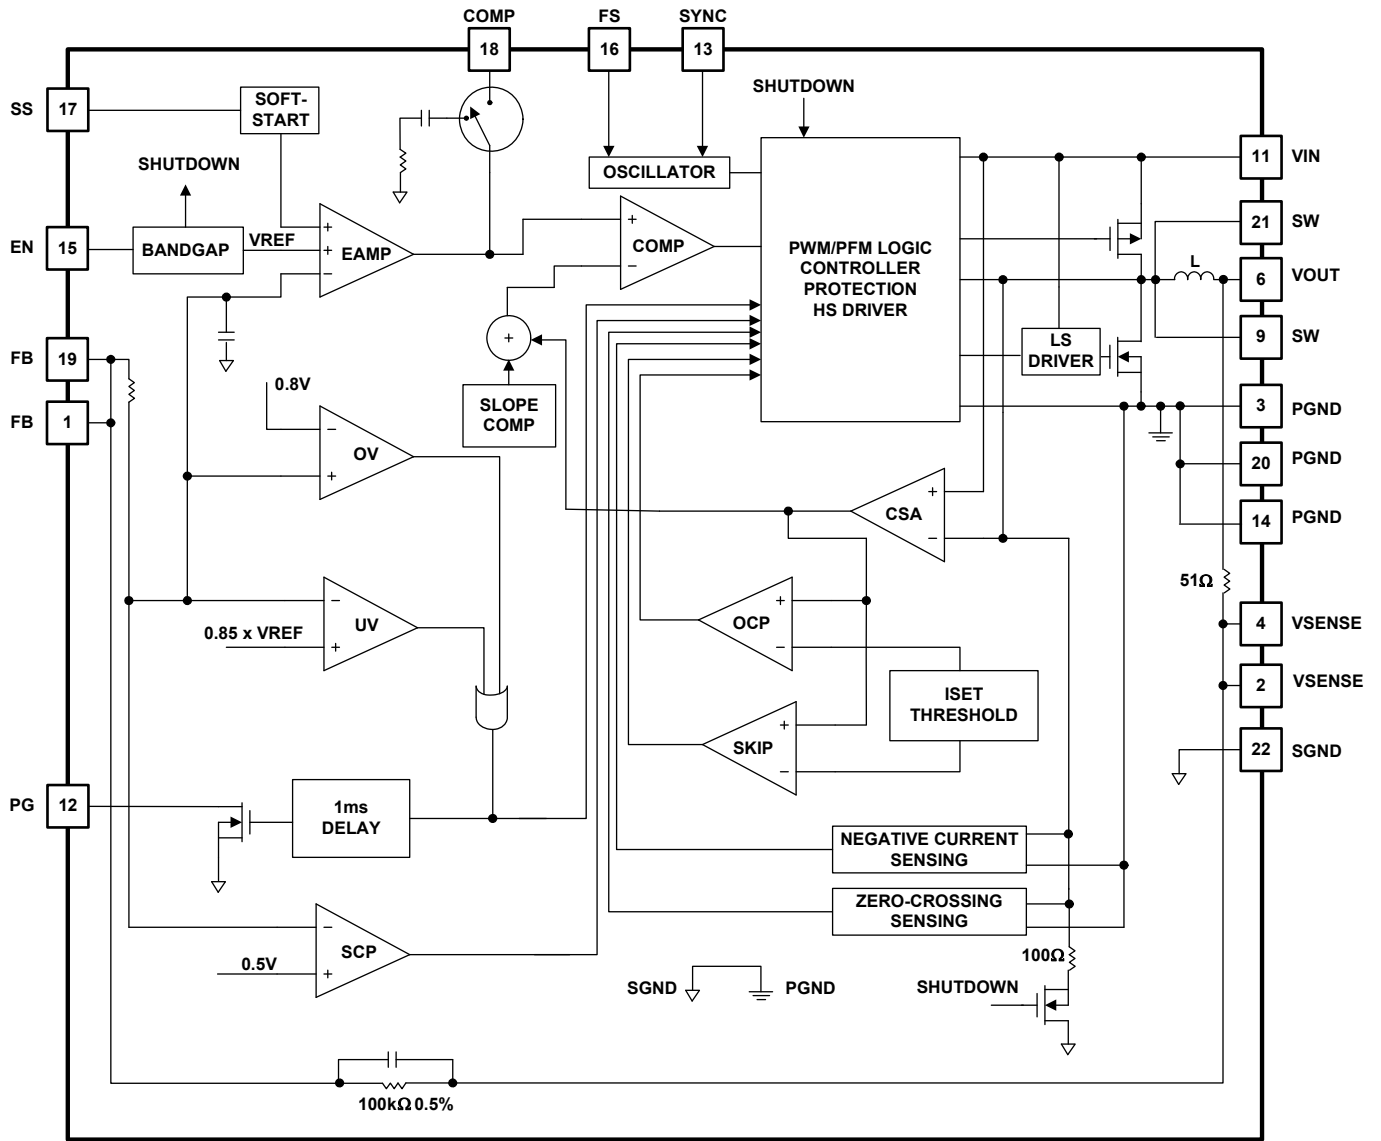 COMP
FS
SYNC
18
16
13
SS
17
SOFT-
START
SHUTDOWN
SHUTDOWN
OSCILLATOR
11
VIN
EN
15
BANDGAP
VREF
+
+
−
EAMP
+
−
COMP
PWM/PFM LOGIC
CONTROLLER
PROTECTION
HS DRIVER
21
SW
L
6
VOUT
FB
19
+
LS
DRIVER
9
SW
FB
1
0.8V
SLOPE
COMP
3
PGND
−
+
OV
20
PGND
+
−
CSA
14
PGND
51Ω
−
+
UV
0.85 x VREF
+
−
OCP
4
VSENSE
ISET
THRESHOLD
2
VSENSE
+
−
SKIP
22
SGND
PG
12
1ms
DELAY
NEGATIVE CURRENT
SENSING
ZERO-CROSSING
SENSING
−
+
SCP
0.5V
100Ω
SGND
PGND
SHUTDOWN
100kΩ 0.5%